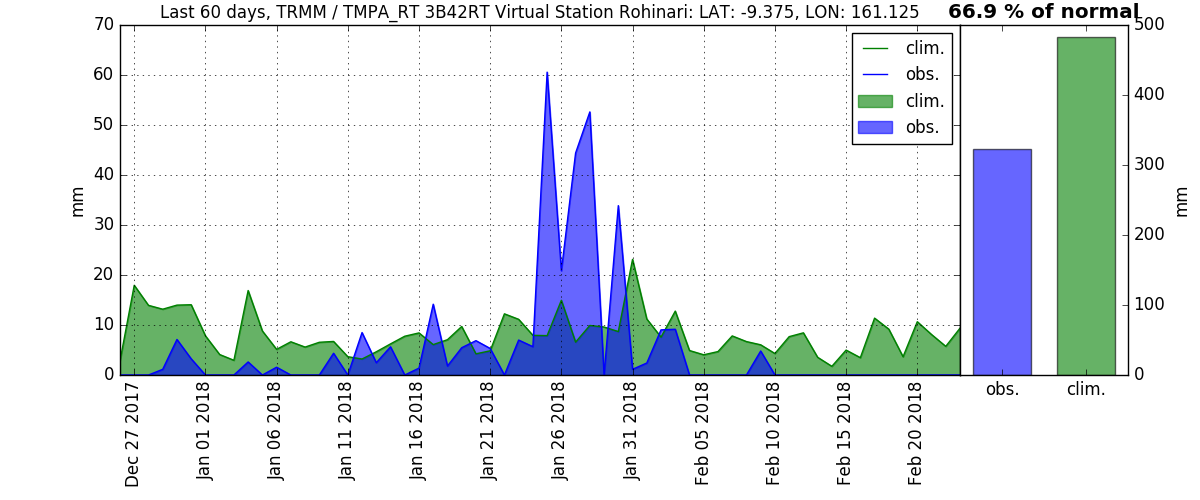 Last 60 days, TRMM / TMPA_RT 3B42RT Virtual Station Rohinari: LAT: -9.375, LON: 161.125
66.9 % of normal
70
60
50
40
30
20
10
0
mm
clim.
obs.
clim.
obs.
500
400
300
200
100
0
mm
Dec 27 2017
Jan 01 2018
Jan 06 2018
Jan 11 2018
Jan 16 2018
Jan 21 2018
Jan 26 2018
Jan 31 2018
Feb 05 2018
Feb 10 2018
Feb 15 2018
Feb 20 2018
obs.
clim.